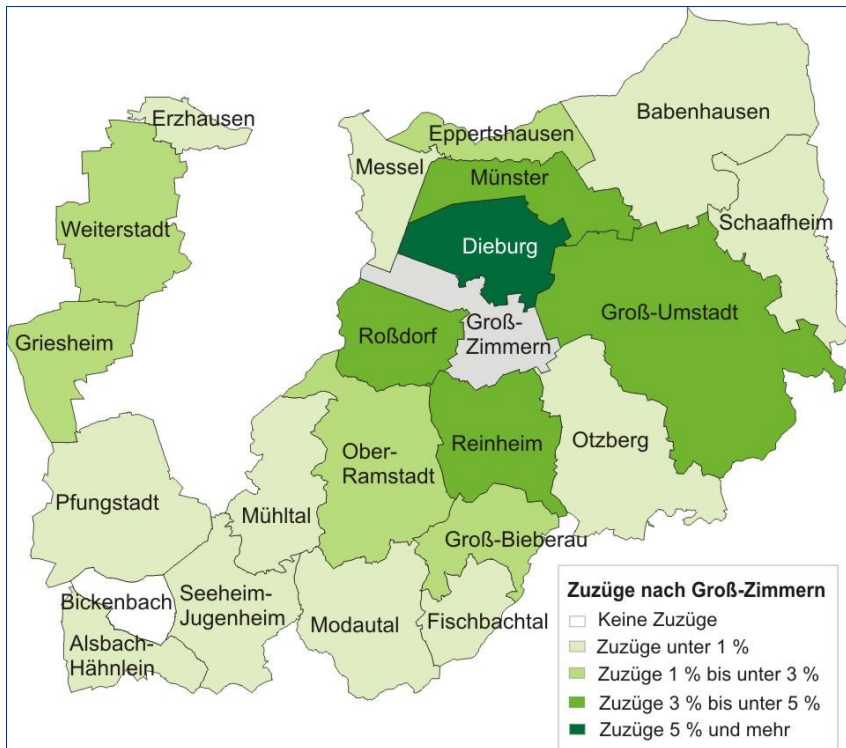 Erzhausen
Babenhausen
Eppertshausen
Messel
Münster
Schaafheim
Weiterstadt
Dieburg
Groß-Umstadt
Groß-
Zimmern
Roßdorf
Griesheim
Reinheim
Otzberg
Ober-
Ramstadt
Pfungstadt
Mühltal
Groß-Bieberau
Bickenbach
Seeheim-
Jugenheim
Modautal
Fischbachtal
Alsbach-
Hähnlein
Zuzüge nach Groß-Zimmern
Keine Zuzüge
Zuzüge unter 1 %
Zuzüge 1 % bis unter 3 %
Zuzüge 3 % bis unter 5 %
Zuzüge 5 % und mehr